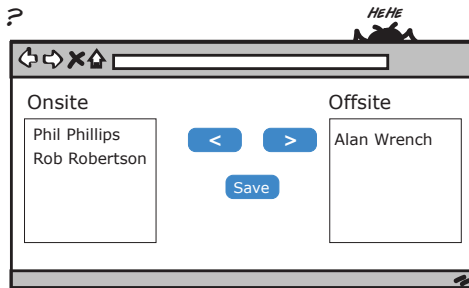 ?
HEHE
Onsite
Offsite
Phil Phillips
Rob Robertson
< >
Alan Wrench
Save